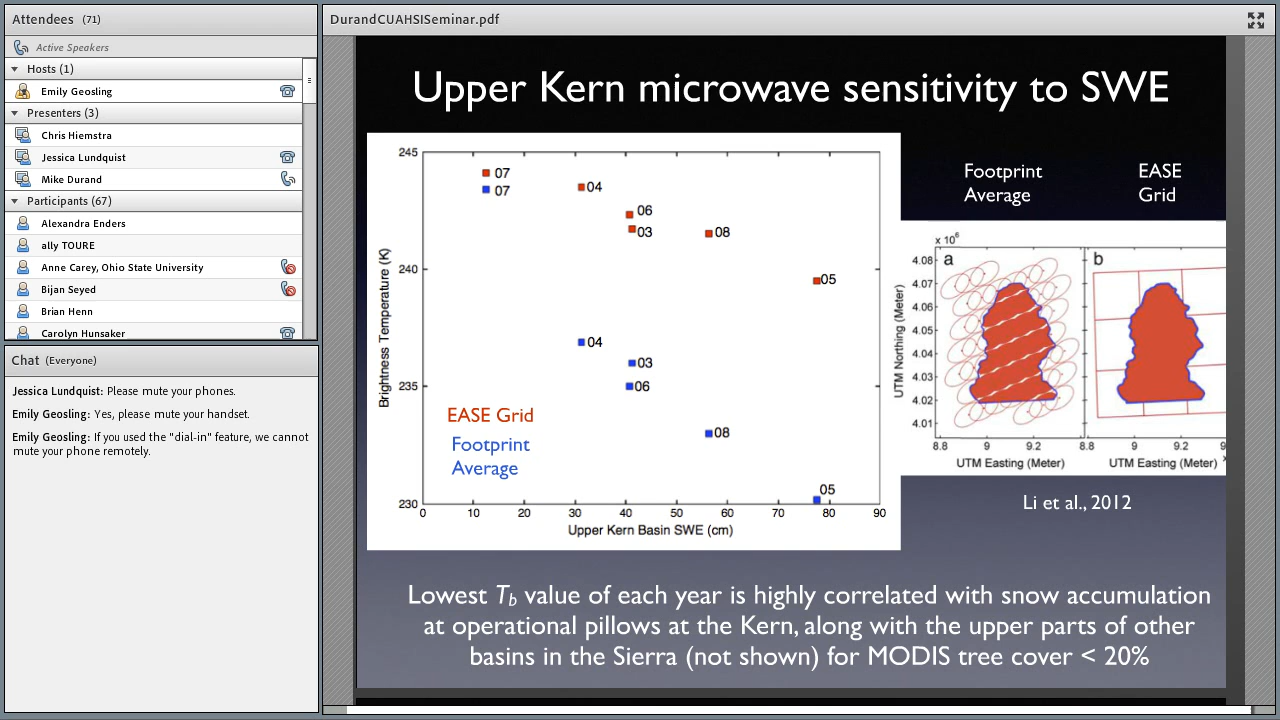 Attendees (71)
Active Speakers
Hosts (1)
Emily Geosling
Presenters (3)
Chris Hiemstra
Jessica Lundquist
Mike Durand
Participants (67)
Alexandra Enders
ally TOURE
Anne Carey, Ohio State University
Bijan Seyed
Brian Henn
Carolyn Hunsaker
Chat (Everyone)
Jessica Lundquist: Please mute your phones.
Emily Geosling: Yes, please mute your handset.
Emily Geosling: If you used the "dial-in" feature, we cannot
mute your phone remotely.
DurandCUAHSISeminar.pdf
Upper Kern microwave sensitivity to SWE
245
240
235
230
Brightness Temperature (K)
07
07
04
06
03
08
05
04
03
06
08
05
EASE Grid
Footprint
Average
0 10 20 30 40 50 60 70 80 90
Upper Kern Basin SWE (cm)
Footprint
Average
EASE
Grid
x 10⁶
a
b
4.08
4.07
4.06
4.05
4.04
4.03
4.02
4.01
UTM Northing (Meter)
8.8 9 9.2 8.8 9 9.2
UTM Easting (Meter) UTM Easting (Meter)
Li et al., 2012
Lowest Tb value of each year is highly correlated with snow accumulation
at operational pillows at the Kern, along with the upper parts of other
basins in the Sierra (not shown) for MODIS tree cover < 20%